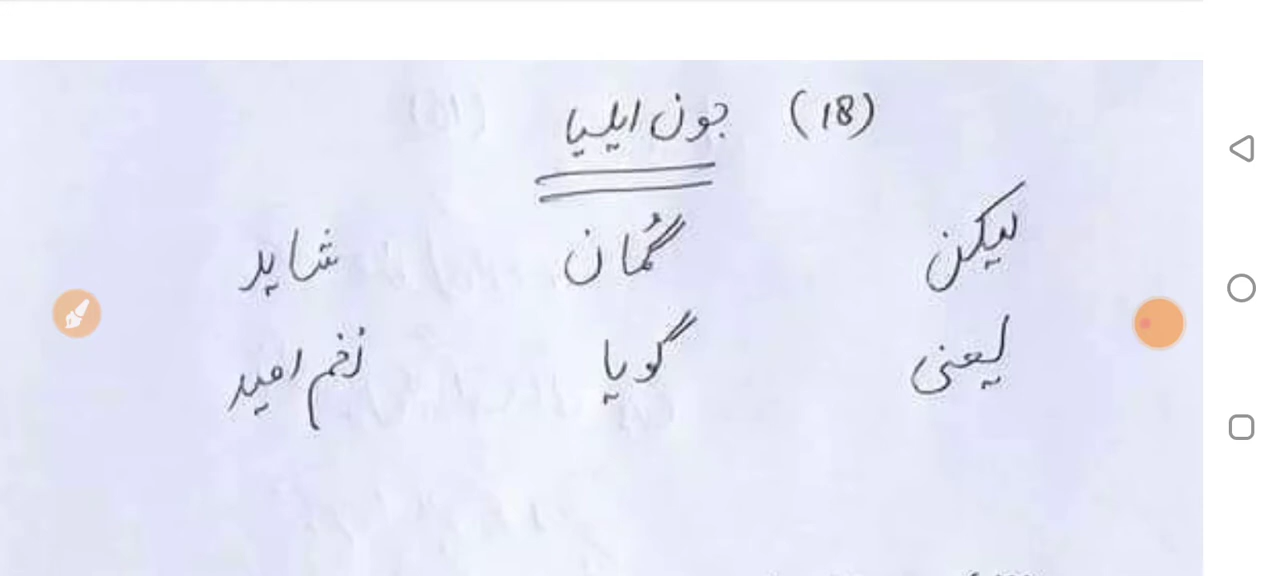 (18) جون ایلیا
لیکن گمان شاید
یعنی گویا زخم امید